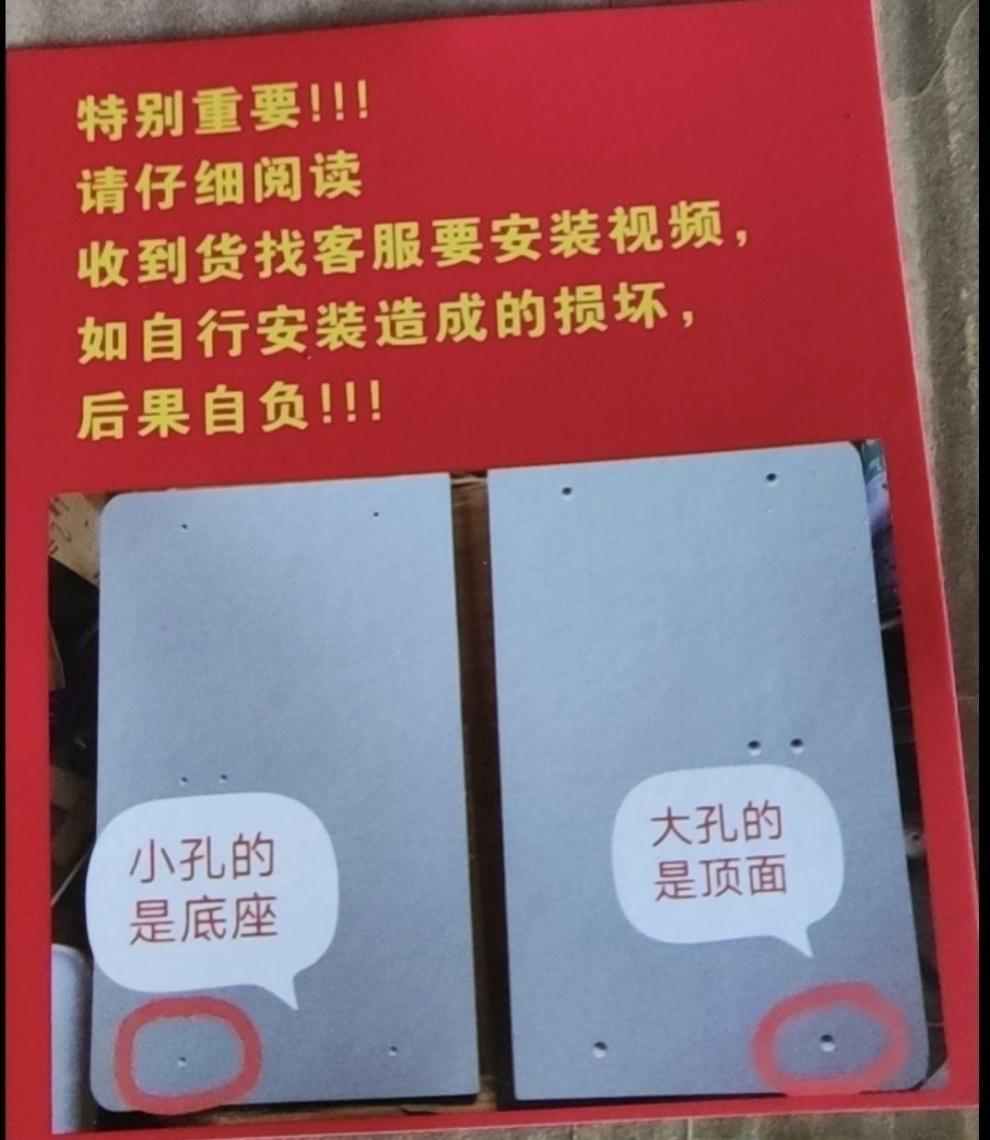 特别重要!!!
请仔细阅读
收到货找客服要安装视频，
如自行安装造成的损坏，
后果自负!!!
小孔的
是底座
大孔的
是顶面